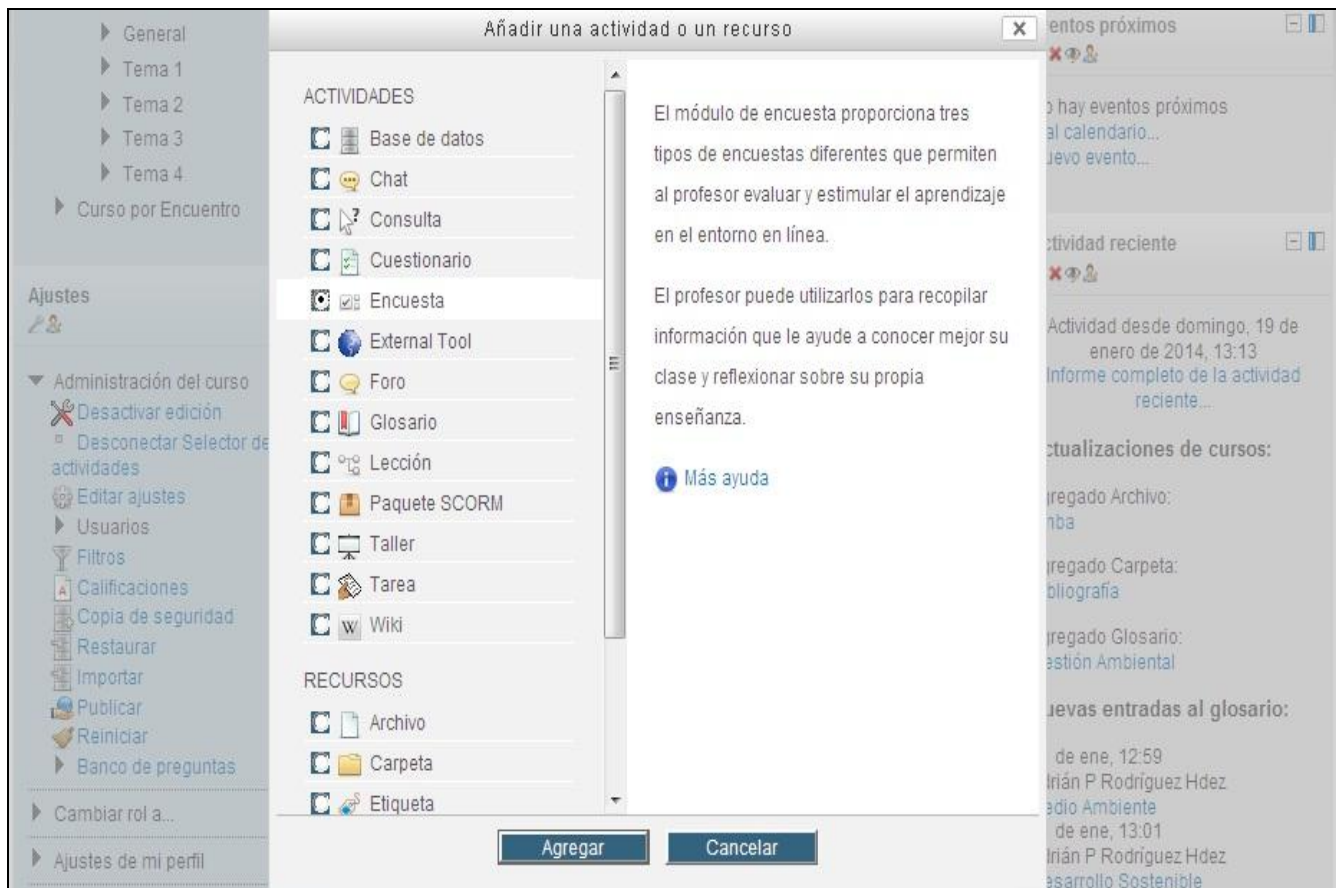 General
Tema 1
Tema 2
Tema 3
Tema 4
Curso por Encuentro
Ajustes
Administración del curso
Desactivar edición
Desconectar Selector de
actividades
Editar ajustes
Usuarios
Filtros
Calificaciones
Copia de seguridad
Restaurar
Importar
Publicar
Reiniciar
Banco de preguntas
Cambiar rol a...
Ajustes de mi perfil
Añadir una actividad o un recurso
ACTIVIDADES
Base de datos
Chat
Consulta
Cuestionario
Encuesta
External Tool
Foro
Glosario
Lección
Paquete SCORM
Taller
Tarea
Wiki
RECURSOS
Archivo
Carpeta
Etiqueta
El módulo de encuesta proporciona tres
tipos de encuestas diferentes que permiten
al profesor evaluar y estimular el aprendizaje
en el entorno en línea.
El profesor puede utilizarlos para recopilar
información que le ayude a conocer mejor su
clase y reflexionar sobre su propia
enseñanza.
Más ayuda
Agregar
Cancelar
entos próximos
hay eventos próximos
al calendario...
uevo evento...
ctividad reciente
Actividad desde domingo, 19 de
enero de 2014, 13:13
Informe completo de la actividad
reciente...
ctualizaciones de cursos:
gregado Archivo:
mba
gregado Carpeta:
bliografía
gregado Glosario:
estión Ambiental
uevas entradas al glosario:
de ene, 12:59
drián P Rodríguez Hdez
edio Ambiente
de ene, 13:01
drián P Rodríguez Hdez
esarrollo Sostenible